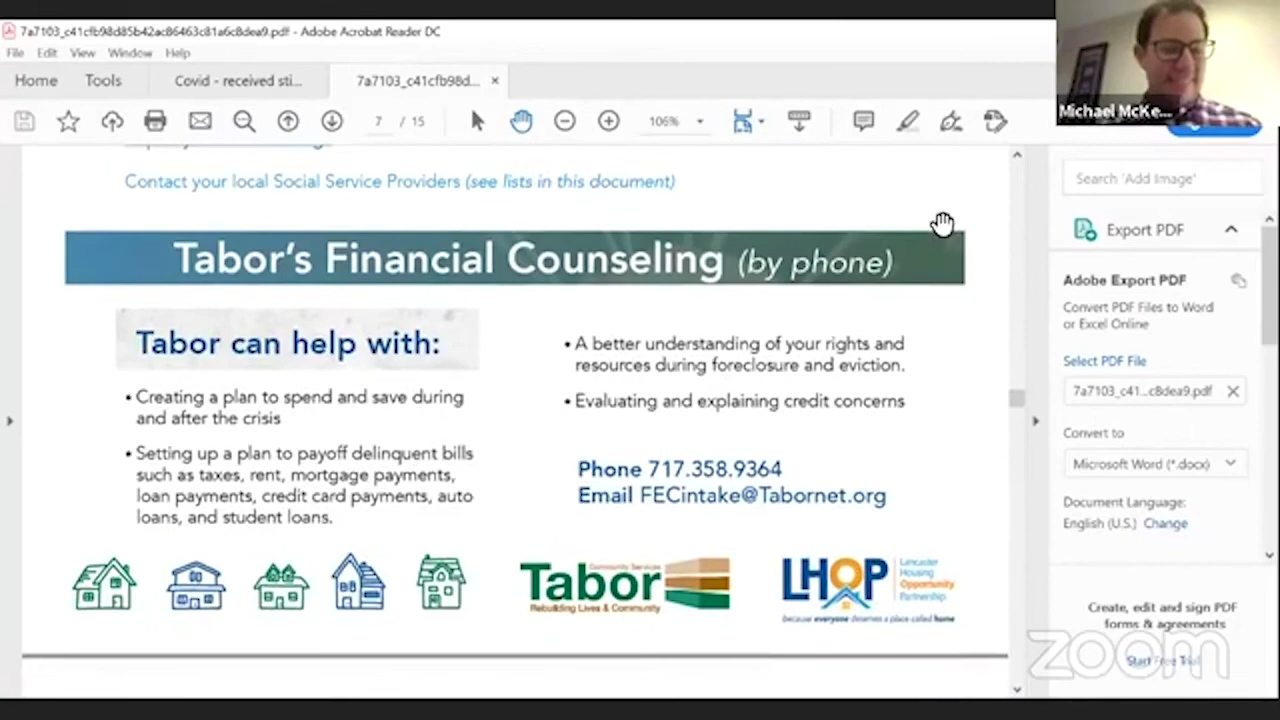 7a7103_c41cfb98d85b42ac86463c81a6c8dea9.pdf - Adobe Acrobat Reader DC
File Edit View Window Help
Home Tools Covid - received sti... 7a7103_c41cfb98d... ×
7 / 15 106%
Michael McKe...
Contact your local Social Service Providers (see lists in this document)
Tabor's Financial Counseling (by phone)
Tabor can help with:
• Creating a plan to spend and save during
and after the crisis
• Setting up a plan to payoff delinquent bills
such as taxes, rent, mortgage payments,
loan payments, credit card payments, auto
loans, and student loans.
• A better understanding of your rights and
resources during foreclosure and eviction.
• Evaluating and explaining credit concerns
Phone 717.358.9364
Email FECintake@Tabornet.org
Community Services
Tabor
Rebuilding Lives & Community
LHOP
Lancaster
Housing
Opportunity
Partnership
because everyone deserves a place called home
Search 'Add Image'
Export PDF
Adobe Export PDF
Convert PDF Files to Word
or Excel Online
Select PDF File
7a7103_c41...c8dea9.pdf
Convert to
Microsoft Word (*.docx)
Document Language:
English (U.S.) Change
Create, edit and sign PDF
forms & agreements
Start Free Trial
zoom